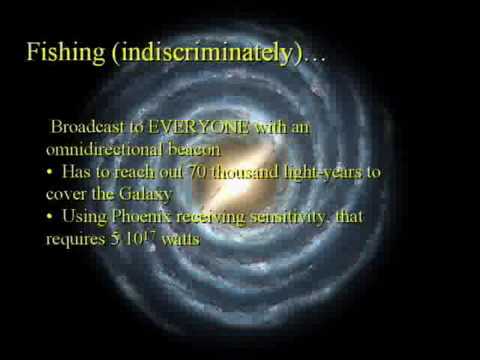 Fishing (indiscriminately)…
Broadcast to EVERYONE with an
omnidirectional beacon
• Has to reach out 70 thousand light-years to
cover the Galaxy
• Using Phoenix receiving sensitivity, that
requires 5 10¹⁷ watts